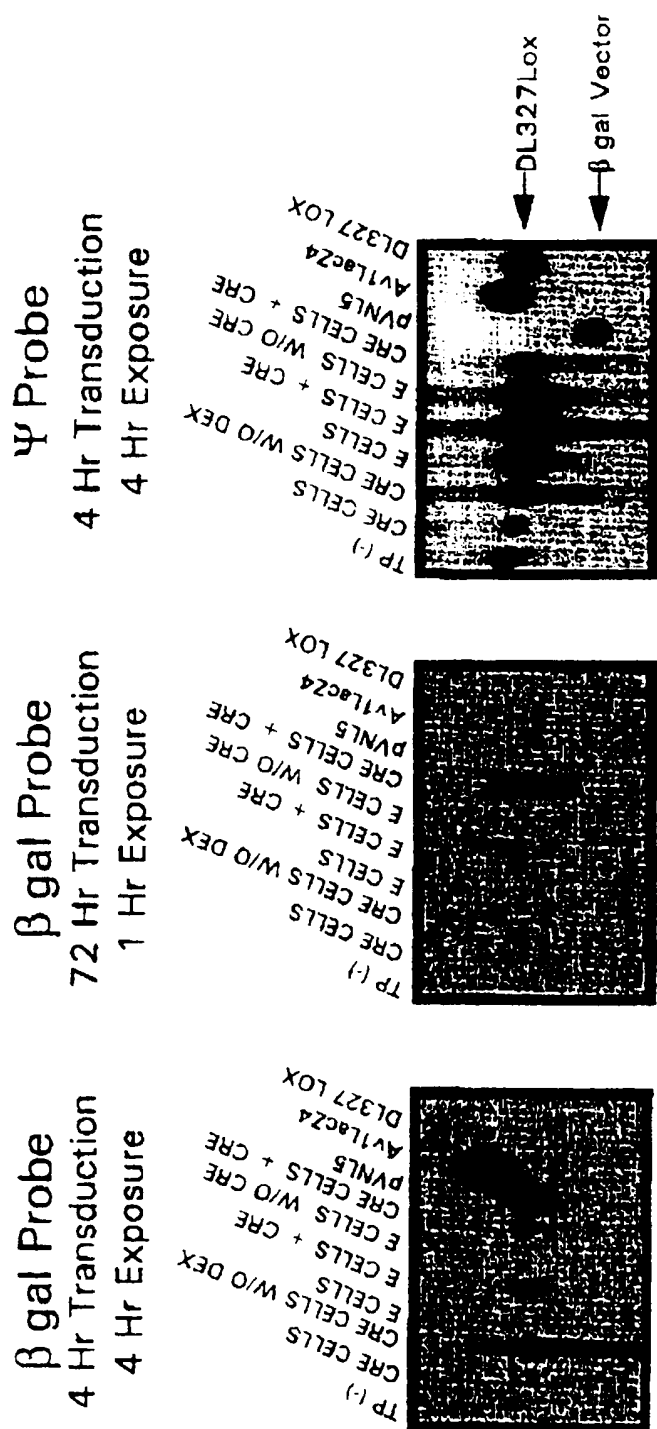 β gal Probe
4 Hr Transduction
4 Hr Exposure
TP (-)
CRE CELLS
CRE CELLS W/O DEX
E CELLS
E CELLS + CRE
E CELLS W/O CRE
CRE CELLS + CRE
pVNL5
Av1LacZ4
DL327 LOX
β gal Probe
72 Hr Transduction
1 Hr Exposure
TP (-)
CRE CELLS
CRE CELLS W/O DEX
E CELLS
E CELLS + CRE
E CELLS W/O CRE
CRE CELLS + CRE
pVNL5
Av1LacZ4
DL327 LOX
Ψ Probe
4 Hr Transduction
4 Hr Exposure
TP (-)
CRE CELLS
CRE CELLS W/O DEX
E CELLS
E CELLS + CRE
E CELLS W/O CRE
CRE CELLS + CRE
pVNL5
Av1LacZ4
DL327 LOX
DL327Lox
β gal Vector